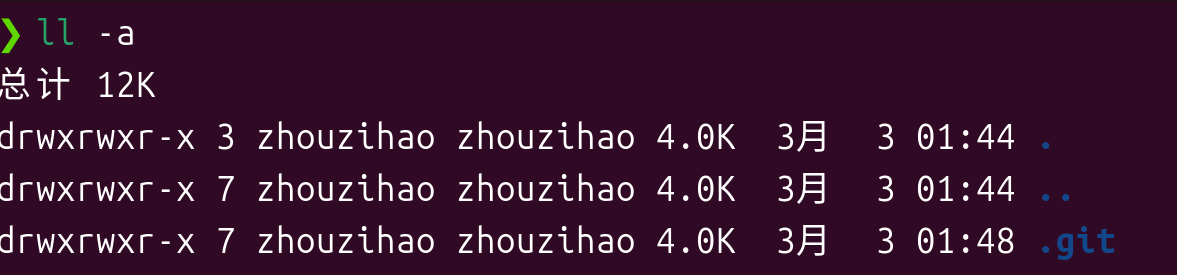 ❯ ll -a
总计 12K
drwxrwxr-x 3 zhouzihao zhouzihao 4.0K  3月  3 01:44 .
drwxrwxr-x 7 zhouzihao zhouzihao 4.0K  3月  3 01:44 ..
drwxrwxr-x 7 zhouzihao zhouzihao 4.0K  3月  3 01:48 .git